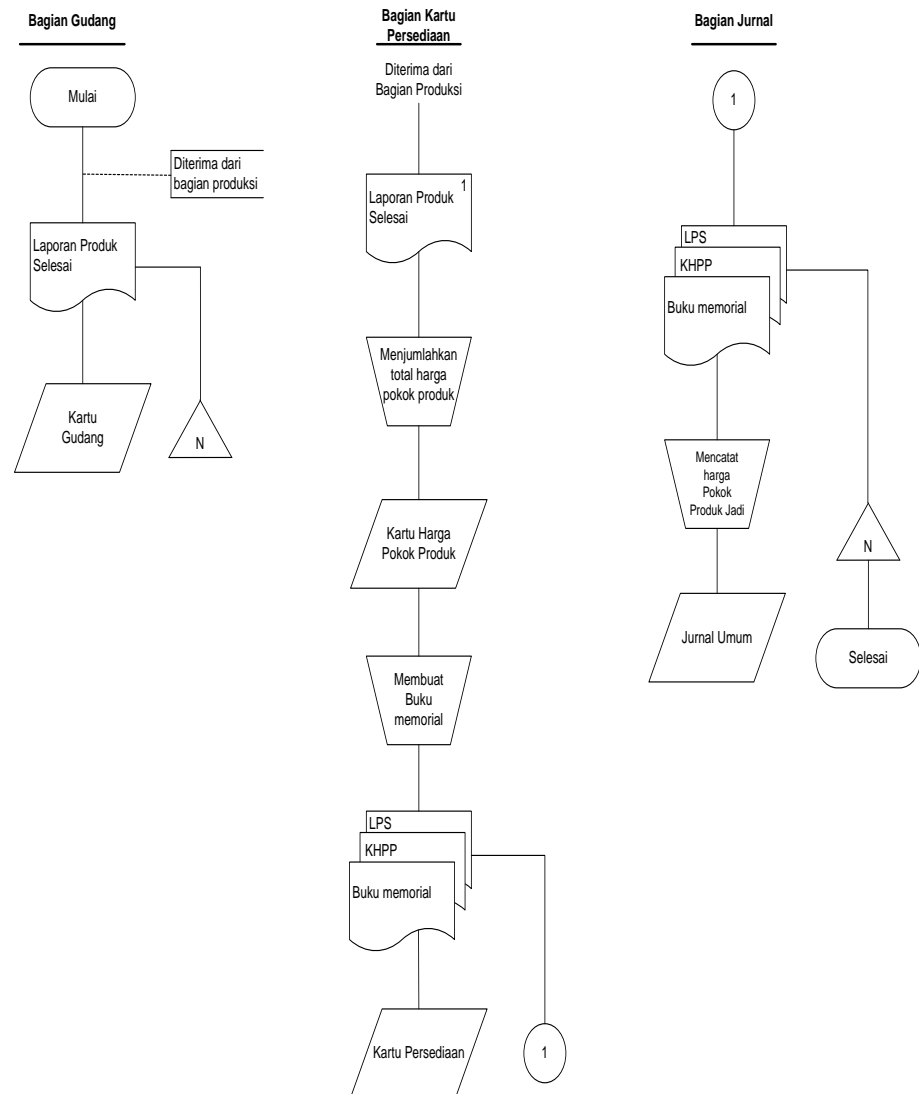 Bagian Gudang
Mulai
Diterima dari
bagian produksi
Laporan Produk
Selesai
Kartu
Gudang
N
Bagian Kartu
Persediaan
Diterima dari
Bagian Produksi
1
Laporan Produk
Selesai
Menjumlahkan
total harga
pokok produk
Kartu Harga
Pokok Produk
Membuat
Buku
memorial
LPS
KHPP
Buku memorial
Kartu Persediaan
1
Bagian Jurnal
1
LPS
KHPP
Buku memorial
Mencatat
harga
Pokok
Produk Jadi
N
Jurnal Umum
Selesai